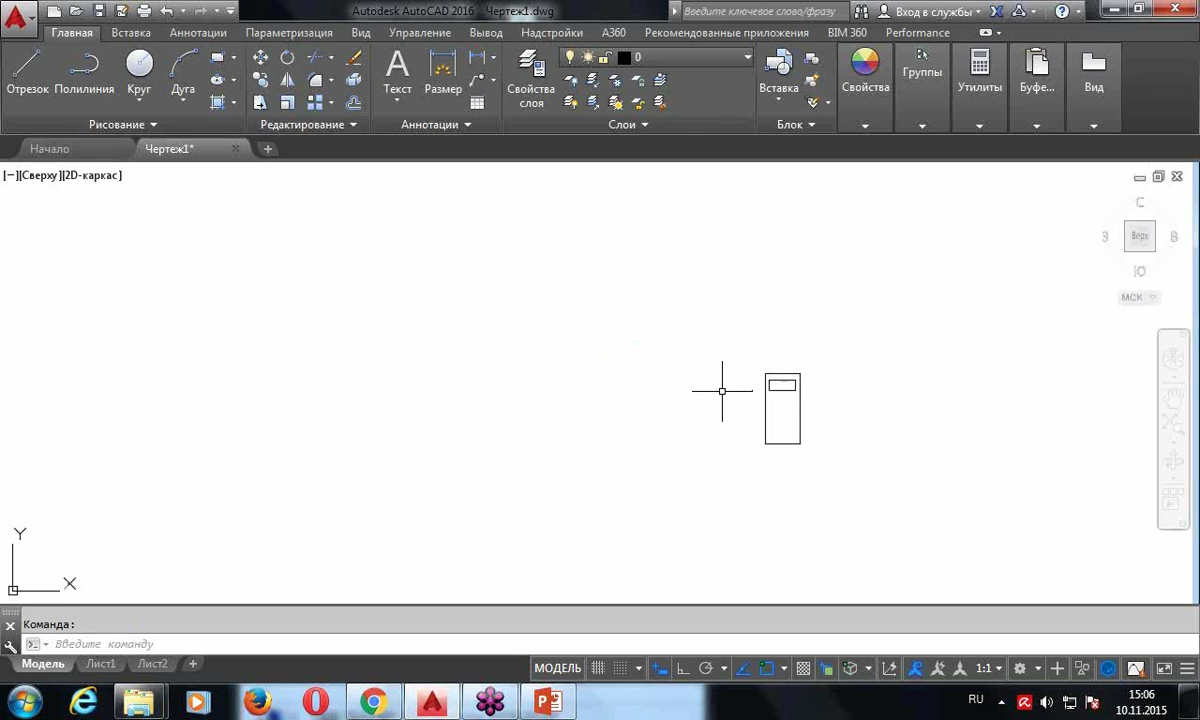 Autodesk AutoCAD 2016 Чертеж1.dwg
Введите ключевое слово/фразу
Вход в службы
Главная Вставка Аннотации Параметризация Вид Управление Вывод Надстройки A360 Рекомендованные приложения BIM 360 Performance
0
Отрезок Полилиния Круг Дуга
A
Текст Размер
Свойства слоя
Вставка
Свойства
Группы
Утилиты
Буфе...
Вид
Рисование Редактирование Аннотации Слои Блок
Начало Чертеж1*
[−][Сверху][2D-каркас]
С
З Верх В
Ю
МСК
Y
X
Команда:
Введите команду
Модель Лист1 Лист2 +
МОДЕЛЬ 1:1
RU
15:06
10.11.2015